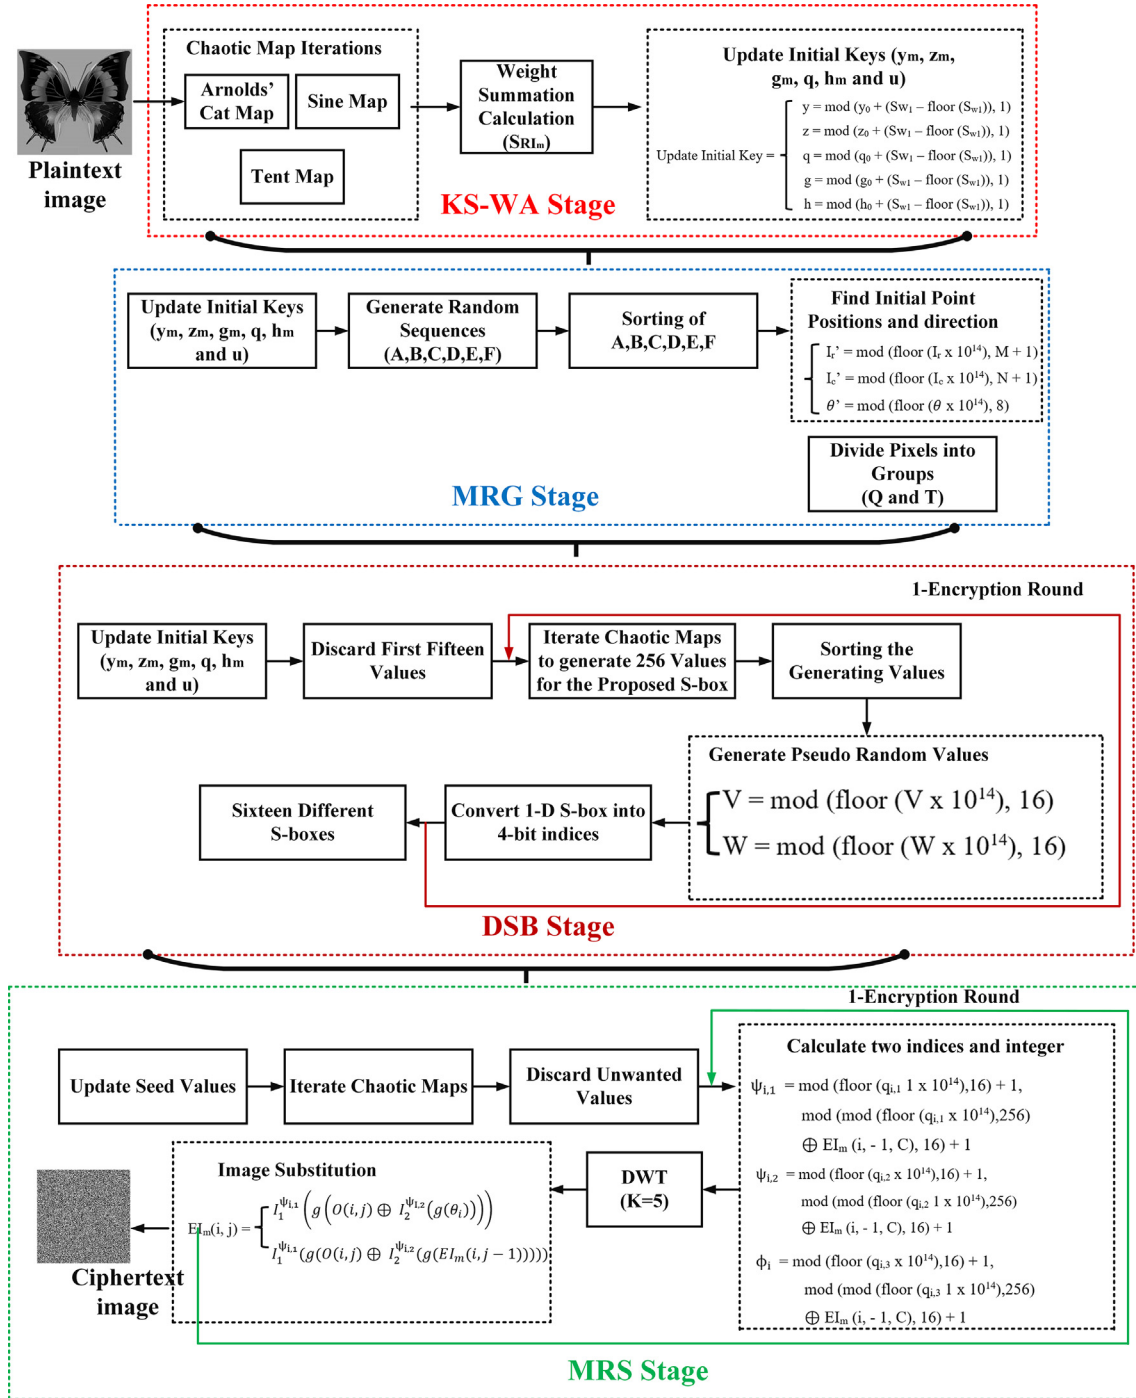 Plaintext
image
Chaotic Map Iterations
Arnolds'
Cat Map
Sine Map
Tent Map
Weight
Summation
Calculation
(SRIm)
Update Initial Keys (ym, zm,
gm, q, hm and u)
Update Initial Key =
y = mod (y0 + (Sw1 – floor (Sw1)), 1)
z = mod (z0 + (Sw1 – floor (Sw1)), 1)
q = mod (q0 + (Sw1 – floor (Sw1)), 1)
g = mod (g0 + (Sw1 – floor (Sw1)), 1)
h = mod (h0 + (Sw1 – floor (Sw1)), 1)
KS-WA Stage
Update Initial Keys
(ym, zm, gm, q, hm
and u)
Generate Random
Sequences
(A,B,C,D,E,F)
Sorting of
A,B,C,D,E,F
Find Initial Point
Positions and direction
Ir' = mod (floor (Ir x 10^14), M + 1)
Ic' = mod (floor (Ic x 10^14), N + 1)
θ' = mod (floor (θ x 10^14), 8)
Divide Pixels into
Groups
(Q and T)
MRG Stage
1-Encryption Round
Update Initial Keys
(ym, zm, gm, q, hm
and u)
Discard First Fifteen
Values
Iterate Chaotic Maps
to generate 256 Values
for the Proposed S-box
Sorting the
Generating Values
Generate Pseudo Random Values
V = mod (floor (V x 10^14), 16)
W = mod (floor (W x 10^14), 16)
Convert 1-D S-box into
4-bit indices
Sixteen Different
S-boxes
DSB Stage
1-Encryption Round
Update Seed Values
Iterate Chaotic Maps
Discard Unwanted
Values
Calculate two indices and integer
ψi,1 = mod (floor (qi,1 1 x 10^14),16) + 1,
mod (mod (floor (qi,1 x 10^14),256)
⊕ EIm (i, - 1, C), 16) + 1
ψi,2 = mod (floor (qi,2 x 10^14),16) + 1,
mod (mod (floor (qi,2 1 x 10^14),256)
⊕ EIm (i, - 1, C), 16) + 1
ϕi = mod (floor (qi,3 x 10^14),16) + 1,
mod (mod (floor (qi,3 1 x 10^14),256)
⊕ EIm (i, - 1, C), 16) + 1
DWT
(K=5)
Image Substitution
EIm(i, j) =
I1^ψi,1 (g(O(i,j) ⊕ I2^ψi,2(g(θi))))
I1^ψi,1(g(O(i,j) ⊕ I2^ψi,2(g(EIm(i,j − 1)))))
Ciphertext
image
MRS Stage